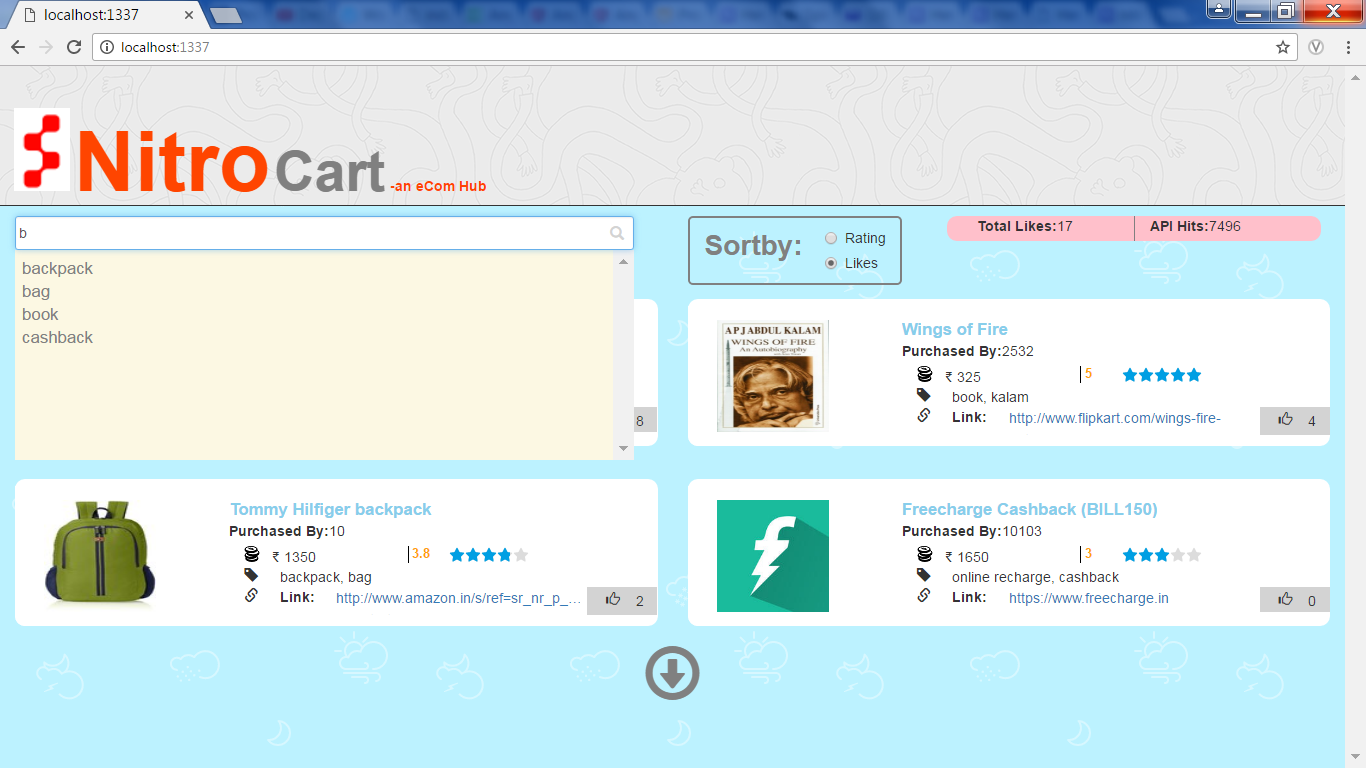 localhost:1337
localhost:1337
Nitro Cart -an eCom Hub
b
backpack
bag
book
cashback
Sortby:
Rating
Likes
Total Likes:17
API Hits:7496
8
A P J ABDUL KALAM
WINGS OF FIRE
An Autobiography
Wings of Fire
Purchased By:2532
₹ 325
5
book, kalam
Link: http://www.flipkart.com/wings-fire-
4
Tommy Hilfiger backpack
Purchased By:10
₹ 1350
3.8
backpack, bag
Link: http://www.amazon.in/s/ref=sr_nr_p_...
2
Freecharge Cashback (BILL150)
Purchased By:10103
₹ 1650
3
online recharge, cashback
Link: https://www.freecharge.in
0